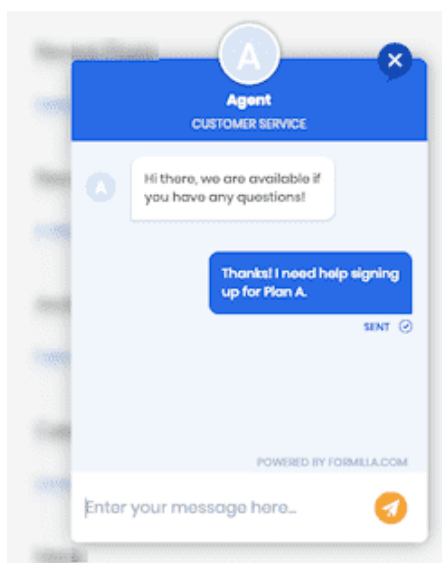 A
Agent
CUSTOMER SERVICE
A
Hi there, we are available if
you have any questions!
Thanks! I need help signing
up for Plan A.
SENT
POWERED BY FORMILLA.COM
Enter your message here...